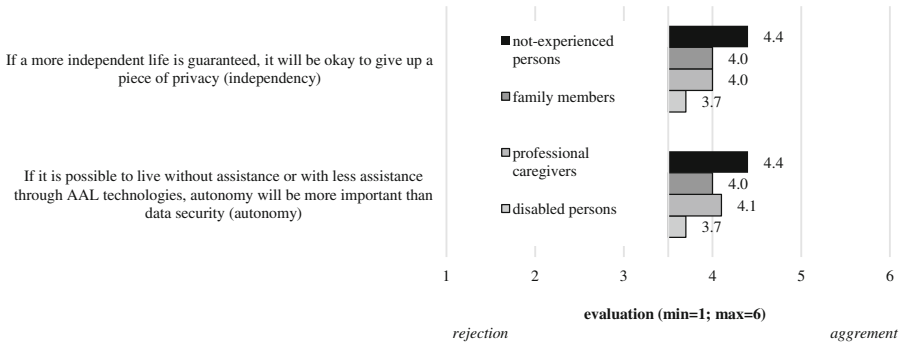 If a more independent life is guaranteed, it will be okay to give up a
piece of privacy (independency)
If it is possible to live without assistance or with less assistance
through AAL technologies, autonomy will be more important than
data security (autonomy)
not-experienced
persons
family members
professional
caregivers
disabled persons
4.4
4.0
4.0
3.7
4.4
4.0
4.1
3.7
1 2 3 4 5 6
evaluation (min=1; max=6)
rejection aggrement